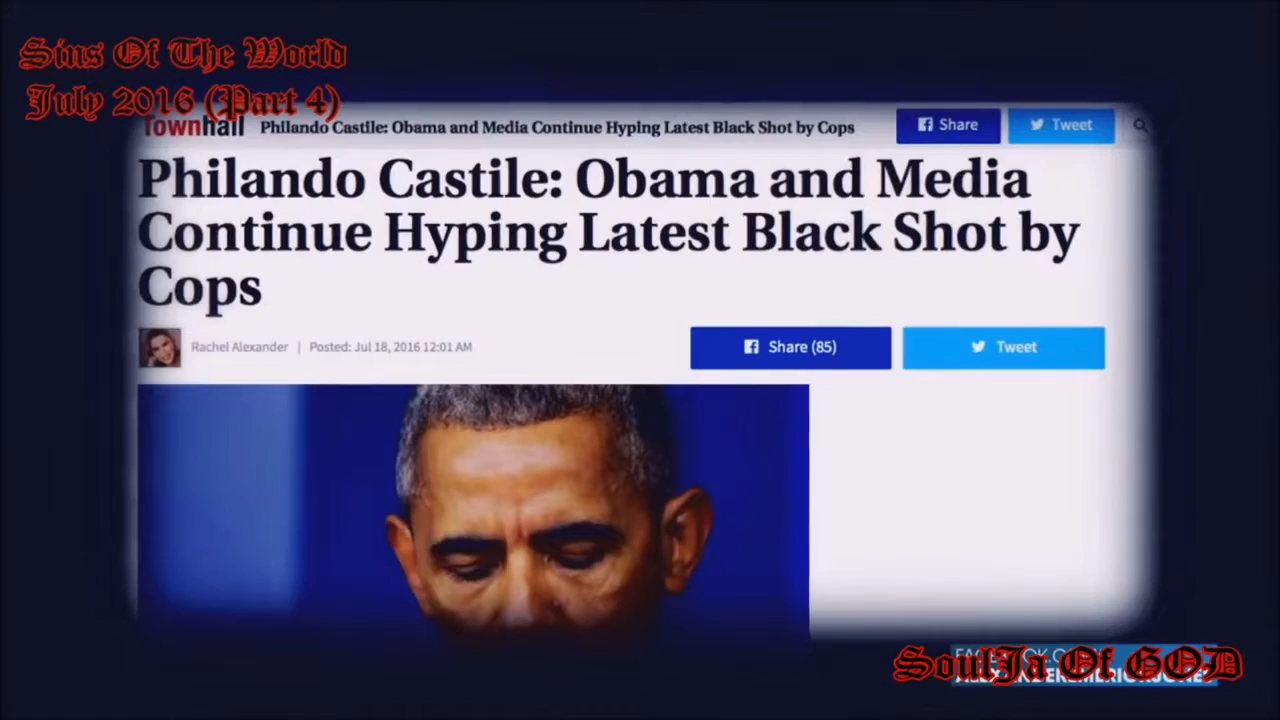 Sins Of The World
July 2016 (Part 4)
Townhall Philando Castile: Obama and Media Continue Hyping Latest Black Shot by Cops Share Tweet
Philando Castile: Obama and Media
Continue Hyping Latest Black Shot by
Cops
Rachel Alexander | Posted: Jul 18, 2016 12:01 AM Share (85) Tweet
SoulJa Of GOD